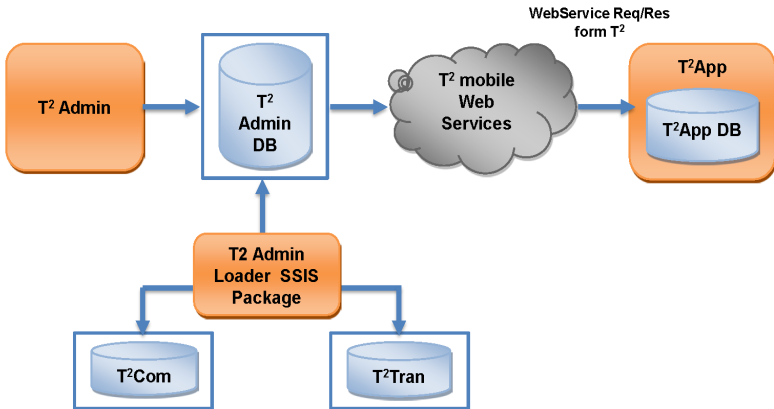 WebService Req/Res
form T²
T² Admin
T²
Admin
DB
T² mobile
Web
Services
T²App
T²App DB
T2 Admin
Loader SSIS
Package
T²Com
T²Tran